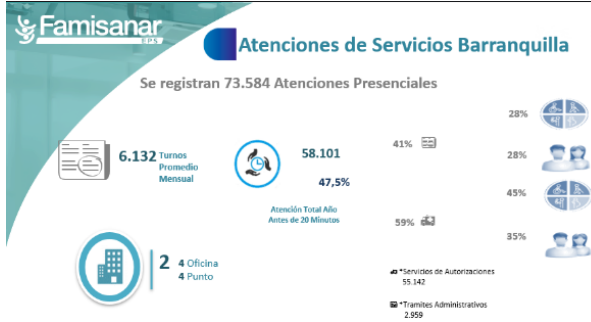 Famisanar
EPS
Atenciones de Servicios Barranquilla
Se registran 73.584 Atenciones Presenciales
6.132 Turnos
Promedio
Mensual
58.101
47,5%
Atención Total Año
Antes de 20 Minutos
41%
59%
28%
28%
45%
35%
2 4 Oficina
4 Punto
*Servicios de Autorizaciones
55.142
*Tramites Administrativos
2.959